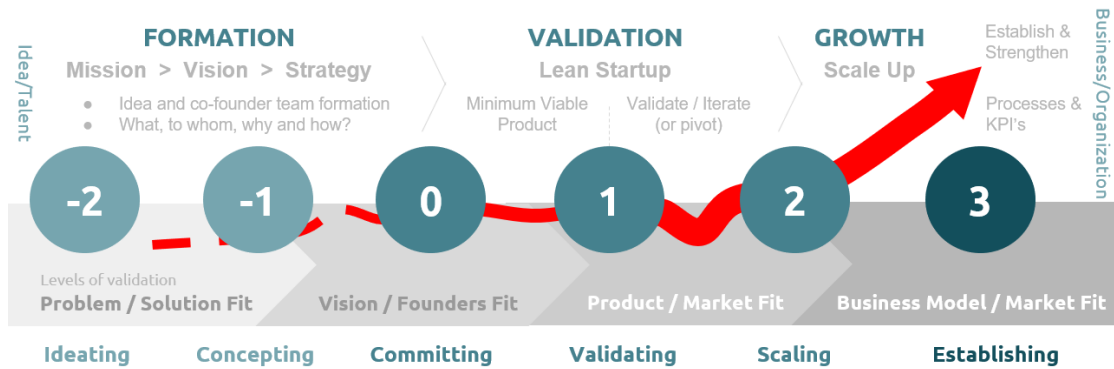 Idea/Talent
FORMATION
Mission > Vision > Strategy
● Idea and co-founder team formation
● What, to whom, why and how?
VALIDATION
Lean Startup
Minimum Viable
Product
Validate / Iterate
(or pivot)
GROWTH
Scale Up
Establish &
Strengthen
Processes &
KPI's
Business/Organization
-2
-1
0
1
2
3
Levels of validation
Problem / Solution Fit
Vision / Founders Fit
Product / Market Fit
Business Model / Market Fit
Ideating
Concepting
Committing
Validating
Scaling
Establishing